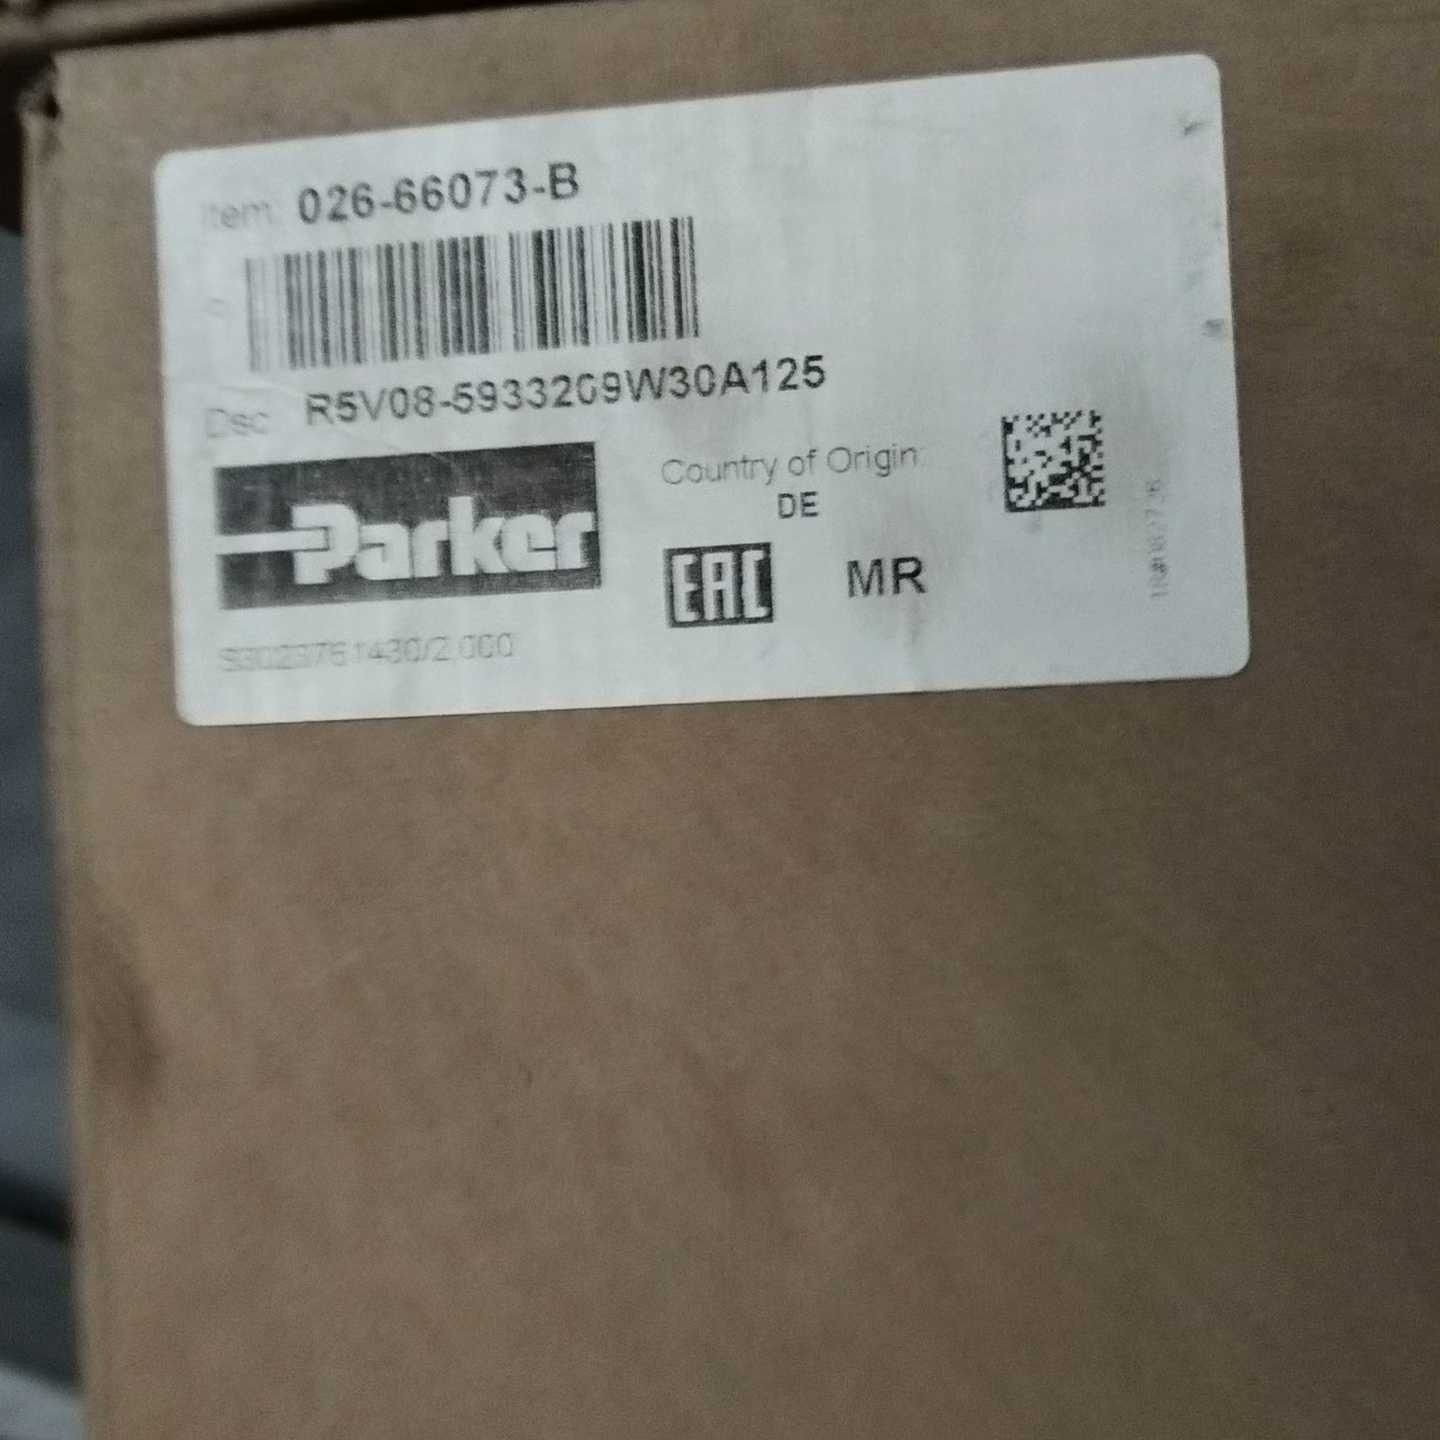 Item: 026-66073-B
Dsc R5V08-5933209W30A125
Parker
Country of Origin:
DE
EAC
MR